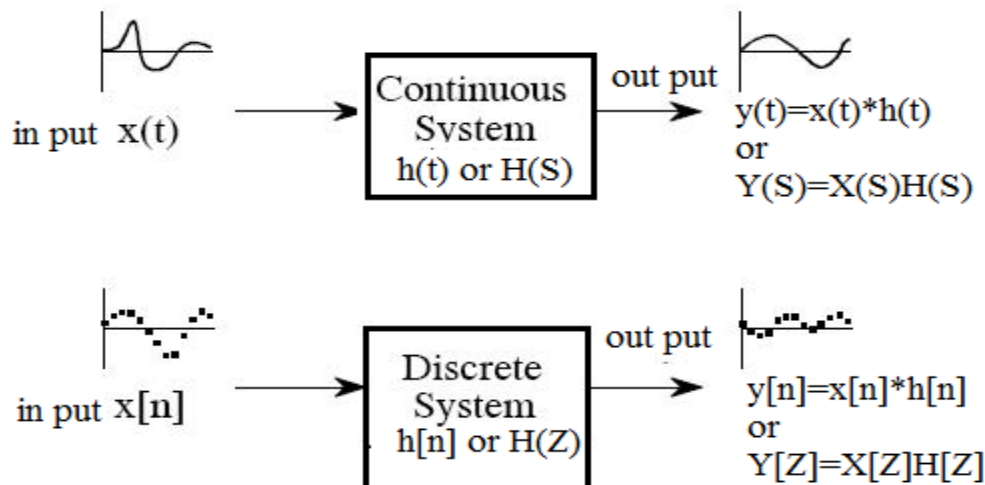 in put x(t)
Continuous
System
h(t) or H(S)
out put
y(t)=x(t)*h(t)
or
Y(S)=X(S)H(S)
in put x[n]
Discrete
System
h[n] or H(Z)
out put
y[n]=x[n]*h[n]
or
Y[Z]=X[Z]H[Z]